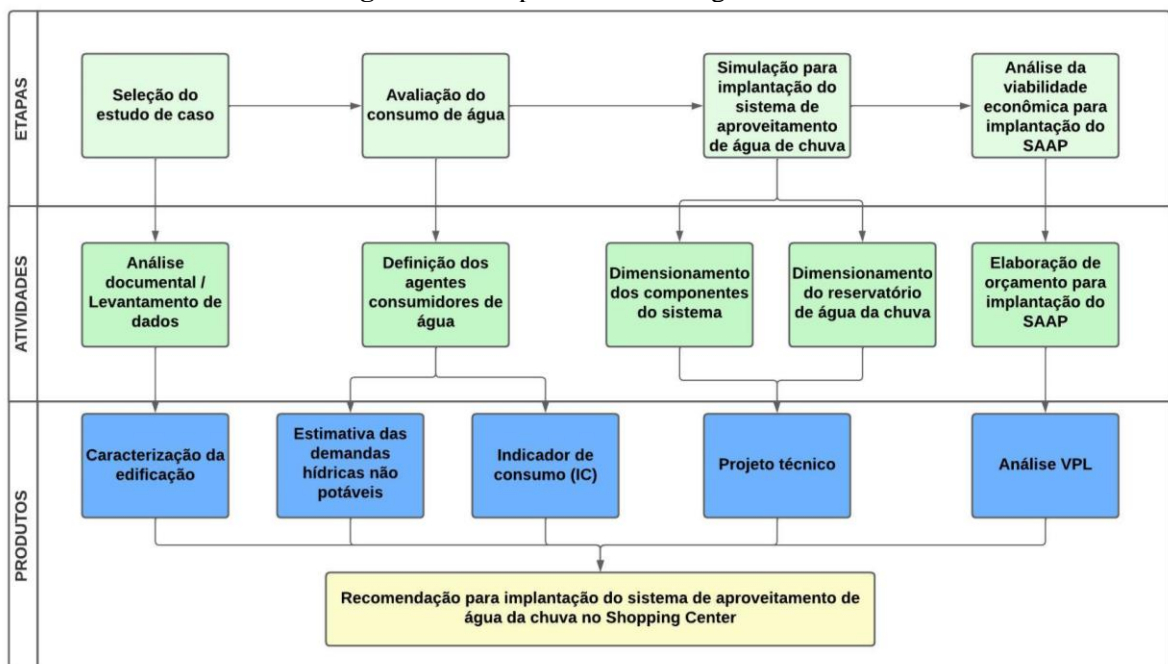 ETAPAS
Seleção do
estudo de caso
Avaliação do
consumo de água
Simulação para
implantação do
sistema de
aproveitamento
de água de chuva
Análise da
viabilidade
econômica para
implantação do
SAAP
ATIVIDADES
Análise
documental /
Levantamento de
dados
Definição dos
agentes
consumidores de
água
Dimensionamento
dos componentes
do sistema
Dimensionamento
do reservatório
de água da chuva
Elaboração de
orçamento para
implantação do
SAAP
PRODUTOS
Caracterização da
edificação
Estimativa das
demandas
hídricas não
potáveis
Indicador de
consumo (IC)
Projeto técnico
Análise VPL
Recomendação para implantação do sistema de aproveitamento de
água da chuva no Shopping Center